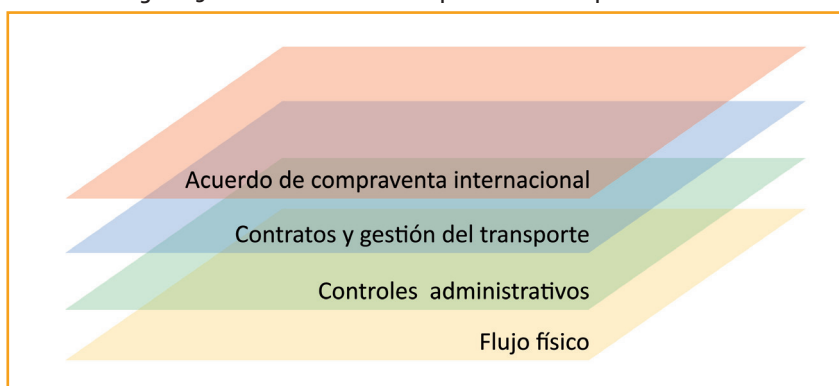 Acuerdo de compraventa internacional
Contratos y gestión del transporte
Controles administrativos
Flujo físico